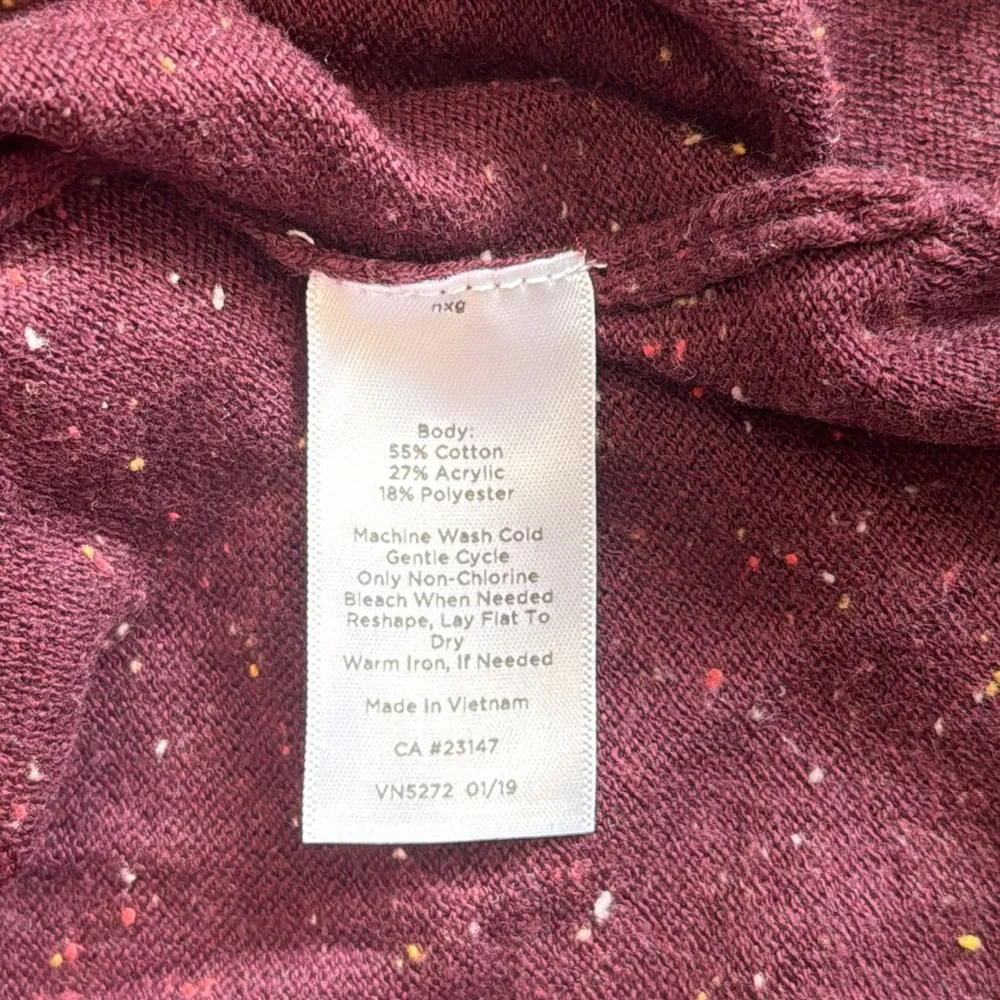 nxg
Body:
55% Cotton
27% Acrylic
18% Polyester
Machine Wash Cold
Gentle Cycle
Only Non-Chlorine
Bleach When Needed
Reshape, Lay Flat To
Dry
Warm Iron, If Needed
Made In Vietnam
CA #23147
VN5272 01/19